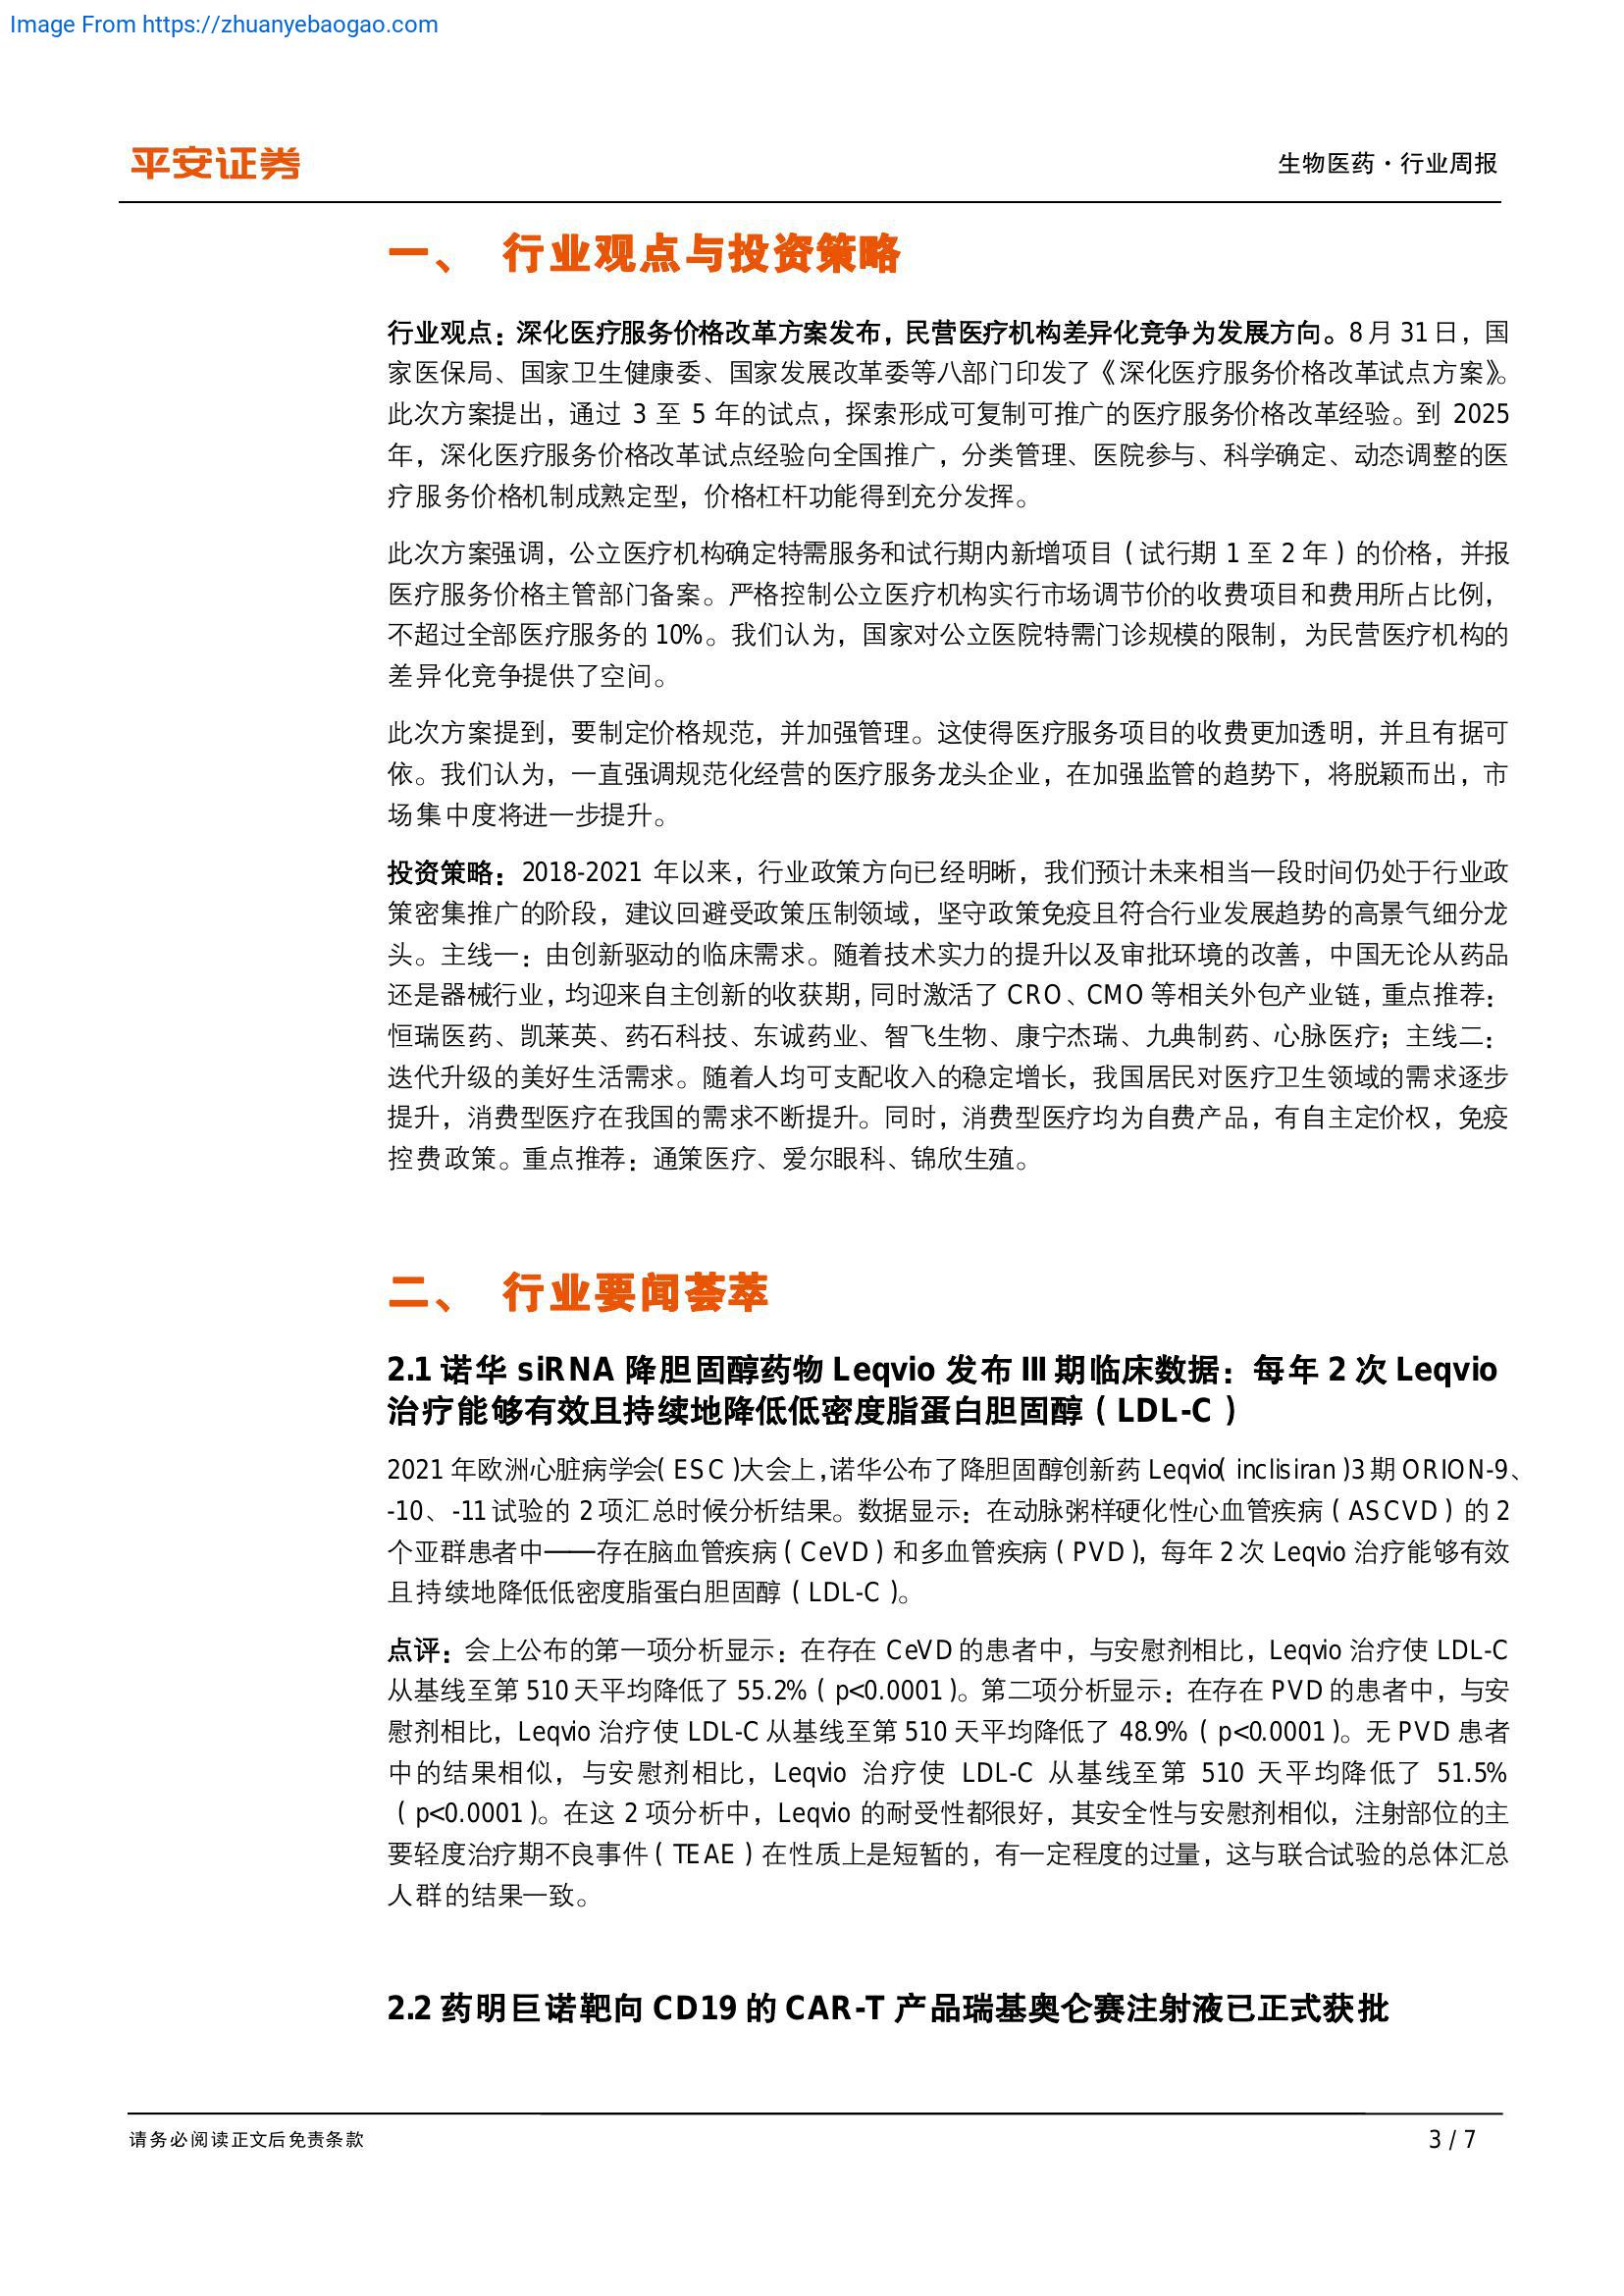 Image From https://zhuanyebaogao.com
平安证券
生物医药·行业周报
一、 行业观点与投资策略
行业观点：深化医疗服务价格改革方案发布，民营医疗机构差异化竞争为发展方向。8月31日，国
家医保局、国家卫生健康委、国家发展改革委等八部门印发了《深化医疗服务价格改革试点方案》。
此次方案提出，通过 3 至 5 年的试点，探索形成可复制可推广的医疗服务价格改革经验。到 2025
年，深化医疗服务价格改革试点经验向全国推广，分类管理、医院参与、科学确定、动态调整的医
疗服务价格机制成熟定型，价格杠杆功能得到充分发挥。
此次方案强调，公立医疗机构确定特需服务和试行期内新增项目（试行期 1 至 2 年）的价格，并报
医疗服务价格主管部门备案。严格控制公立医疗机构实行市场调节价的收费项目和费用所占比例，
不超过全部医疗服务的 10%。我们认为，国家对公立医院特需门诊规模的限制，为民营医疗机构的
差异化竞争提供了空间。
此次方案提到，要制定价格规范，并加强管理。这使得医疗服务项目的收费更加透明，并且有据可
依。我们认为，一直强调规范化经营的医疗服务龙头企业，在加强监管的趋势下，将脱颖而出，市
场集中度将进一步提升。
投资策略：2018-2021 年以来，行业政策方向已经明晰，我们预计未来相当一段时间仍处于行业政
策密集推广的阶段，建议回避受政策压制领域，坚守政策免疫且符合行业发展趋势的高景气细分龙
头。主线一：由创新驱动的临床需求。随着技术实力的提升以及审批环境的改善，中国无论从药品
还是器械行业，均迎来自主创新的收获期，同时激活了 CRO、CMO 等相关外包产业链，重点推荐：
恒瑞医药、凯莱英、药石科技、东诚药业、智飞生物、康宁杰瑞、九典制药、心脉医疗；主线二：
迭代升级的美好生活需求。随着人均可支配收入的稳定增长，我国居民对医疗卫生领域的需求逐步
提升，消费型医疗在我国的需求不断提升。同时，消费型医疗均为自费产品，有自主定价权，免疫
控费政策。重点推荐：通策医疗、爱尔眼科、锦欣生殖。
二、 行业要闻荟萃
2.1 诺华 siRNA 降胆固醇药物 Leqvio 发布 III 期临床数据：每年 2 次 Leqvio
治疗能够有效且持续地降低低密度脂蛋白胆固醇（LDL-C）
2021 年欧洲心脏病学会（ESC）大会上，诺华公布了降胆固醇创新药 Leqvio（inclisiran）3 期 ORION-9、
-10、-11 试验的 2 项汇总时候分析结果。数据显示：在动脉粥样硬化性心血管疾病（ASCVD）的 2
个亚群患者中——存在脑血管疾病（CeVD）和多血管疾病（PVD），每年 2 次 Leqvio 治疗能够有效
且持续地降低低密度脂蛋白胆固醇（LDL-C）。
点评：会上公布的第一项分析显示：在存在 CeVD 的患者中，与安慰剂相比，Leqvio 治疗使 LDL-C
从基线至第 510 天平均降低了 55.2%（p<0.0001）。第二项分析显示：在存在 PVD 的患者中，与安
慰剂相比，Leqvio 治疗使 LDL-C 从基线至第 510 天平均降低了 48.9%（p<0.0001）。无 PVD 患者
中的结果相似，与安慰剂相比，Leqvio 治疗使 LDL-C 从基线至第 510 天平均降低了 51.5%
（p<0.0001）。在这 2 项分析中，Leqvio 的耐受性都很好，其安全性与安慰剂相似，注射部位的主
要轻度治疗期不良事件（TEAE）在性质上是短暂的，有一定程度的过量，这与联合试验的总体汇总
人群的结果一致。
2.2 药明巨诺靶向 CD19 的 CAR-T 产品瑞基奥仑赛注射液已正式获批
请务必阅读正文后免责条款
3 / 7